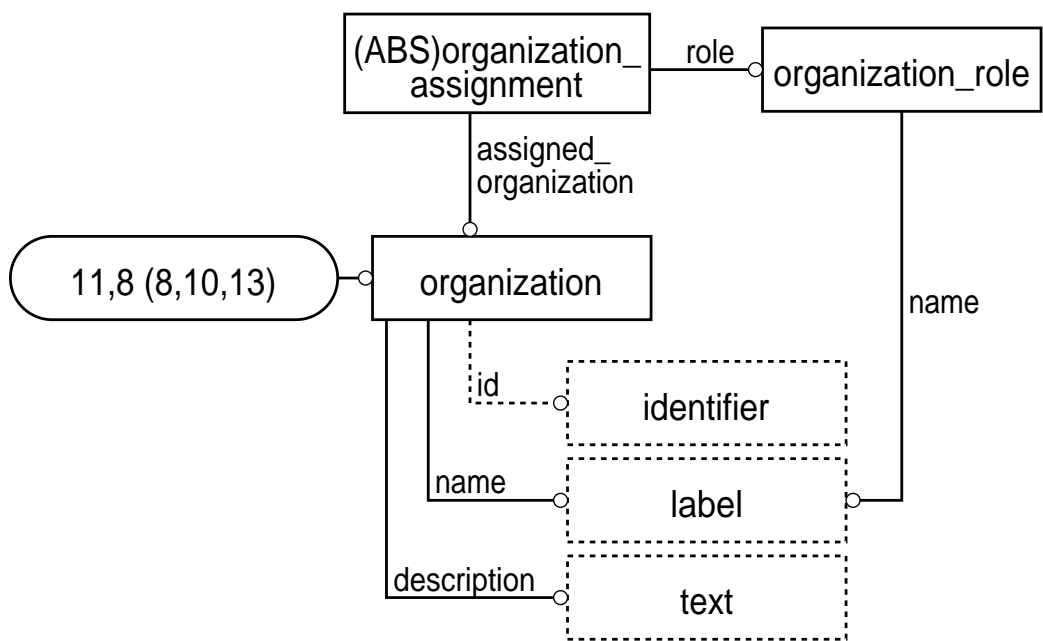 (ABS)organization_
assignment
role
organization_role
assigned_
organization
11,8 (8,10,13)
organization
name
id
identifier
name
label
description
text